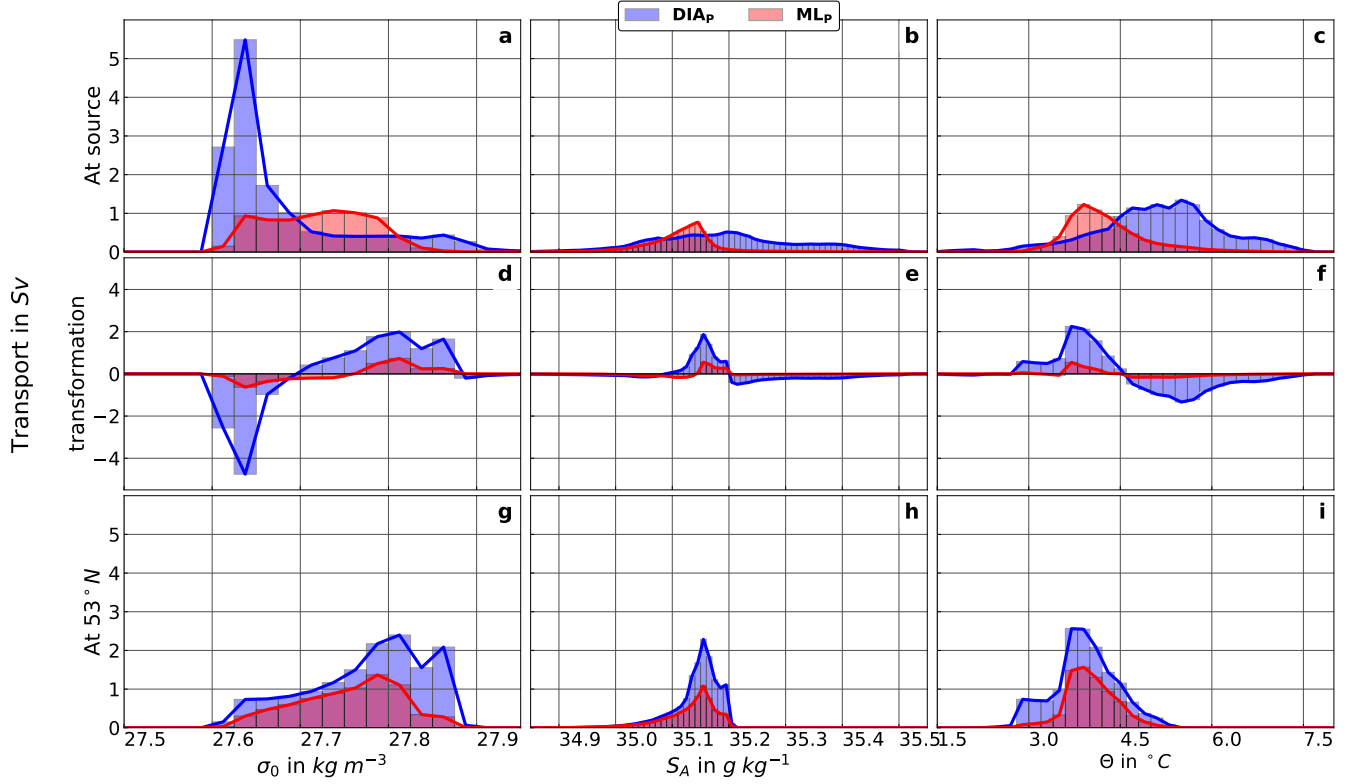 DIA_P ML_P
a b c
5
4
3
2
1
0
At source
d e f
4
2
0
−2
−4
transformation
Transport in Sv
g h i
5
4
3
2
1
0
At 53°N
27.5 27.6 27.7 27.8 27.9
34.9 35.0 35.1 35.2 35.3 35.4 35.5
1.5 3.0 4.5 6.0 7.5
σ₀ in kg m⁻³
S_A in g kg⁻¹
Θ in °C